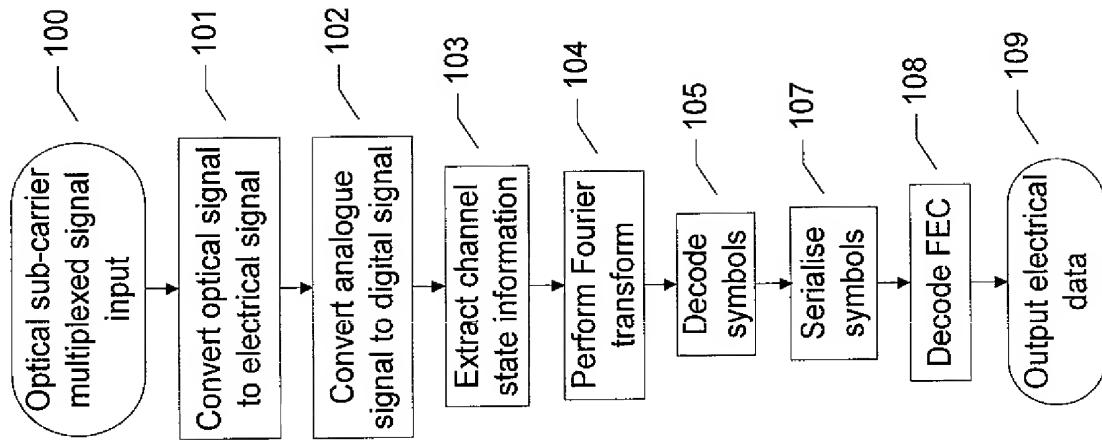 Optical sub-carrier
multiplexed signal
input
100
Convert optical signal
to electrical signal
101
Convert analogue
signal to digital signal
102
Extract channel
state information
103
Perform Fourier
transform
104
Decode
symbols
105
Serialise
symbols
107
Decode FEC
108
Output electrical
data
109